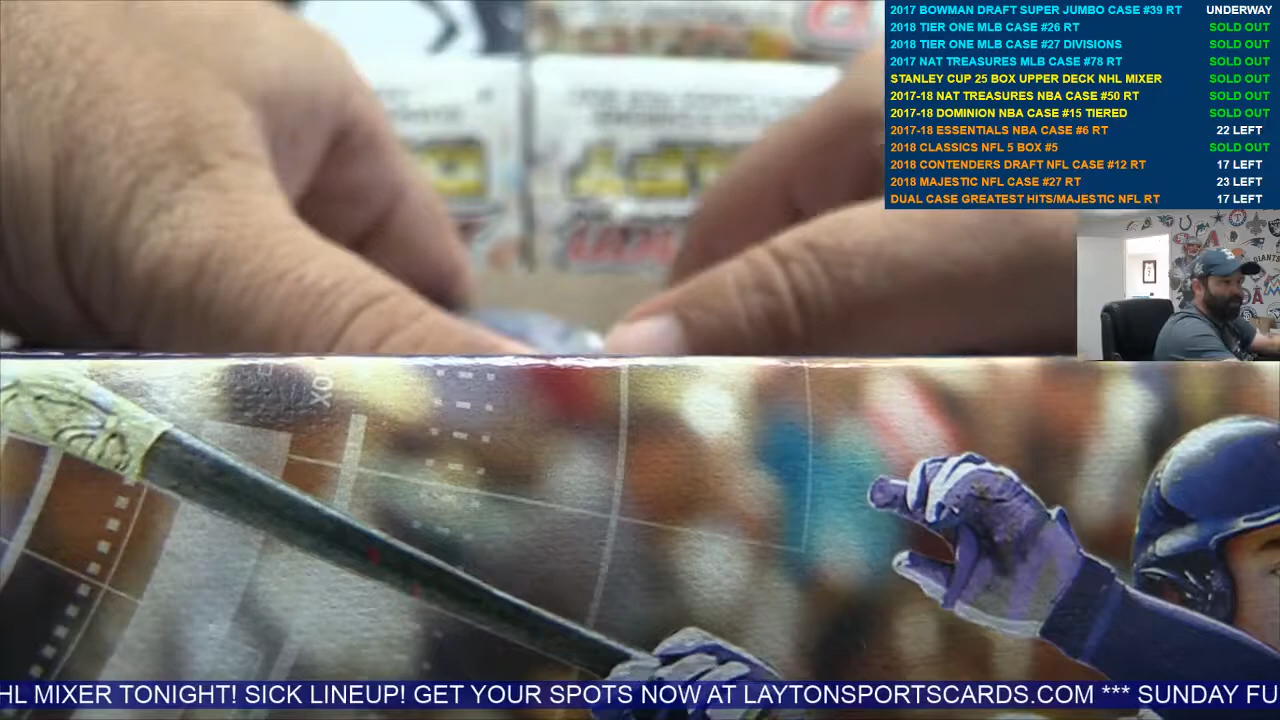 2017 BOWMAN DRAFT SUPER JUMBO CASE #39 RT UNDERWAY
2018 TIER ONE MLB CASE #26 RT SOLD OUT
2018 TIER ONE MLB CASE #27 DIVISIONS SOLD OUT
2017 NAT TREASURES MLB CASE #78 RT SOLD OUT
STANLEY CUP 25 BOX UPPER DECK NHL MIXER SOLD OUT
2017-18 NAT TREASURES NBA CASE #50 RT SOLD OUT
2017-18 DOMINION NBA CASE #15 TIERED SOLD OUT
2017-18 ESSENTIALS NBA CASE #6 RT 22 LEFT
2018 CLASSICS NFL 5 BOX #5 SOLD OUT
2018 CONTENDERS DRAFT NFL CASE #12 RT 17 LEFT
2018 MAJESTIC NFL CASE #27 RT 23 LEFT
DUAL CASE GREATEST HITS/MAJESTIC NFL RT 17 LEFT
HL MIXER TONIGHT! SICK LINEUP! GET YOUR SPOTS NOW AT LAYTONSPORTSCARDS.COM *** SUNDAY FU